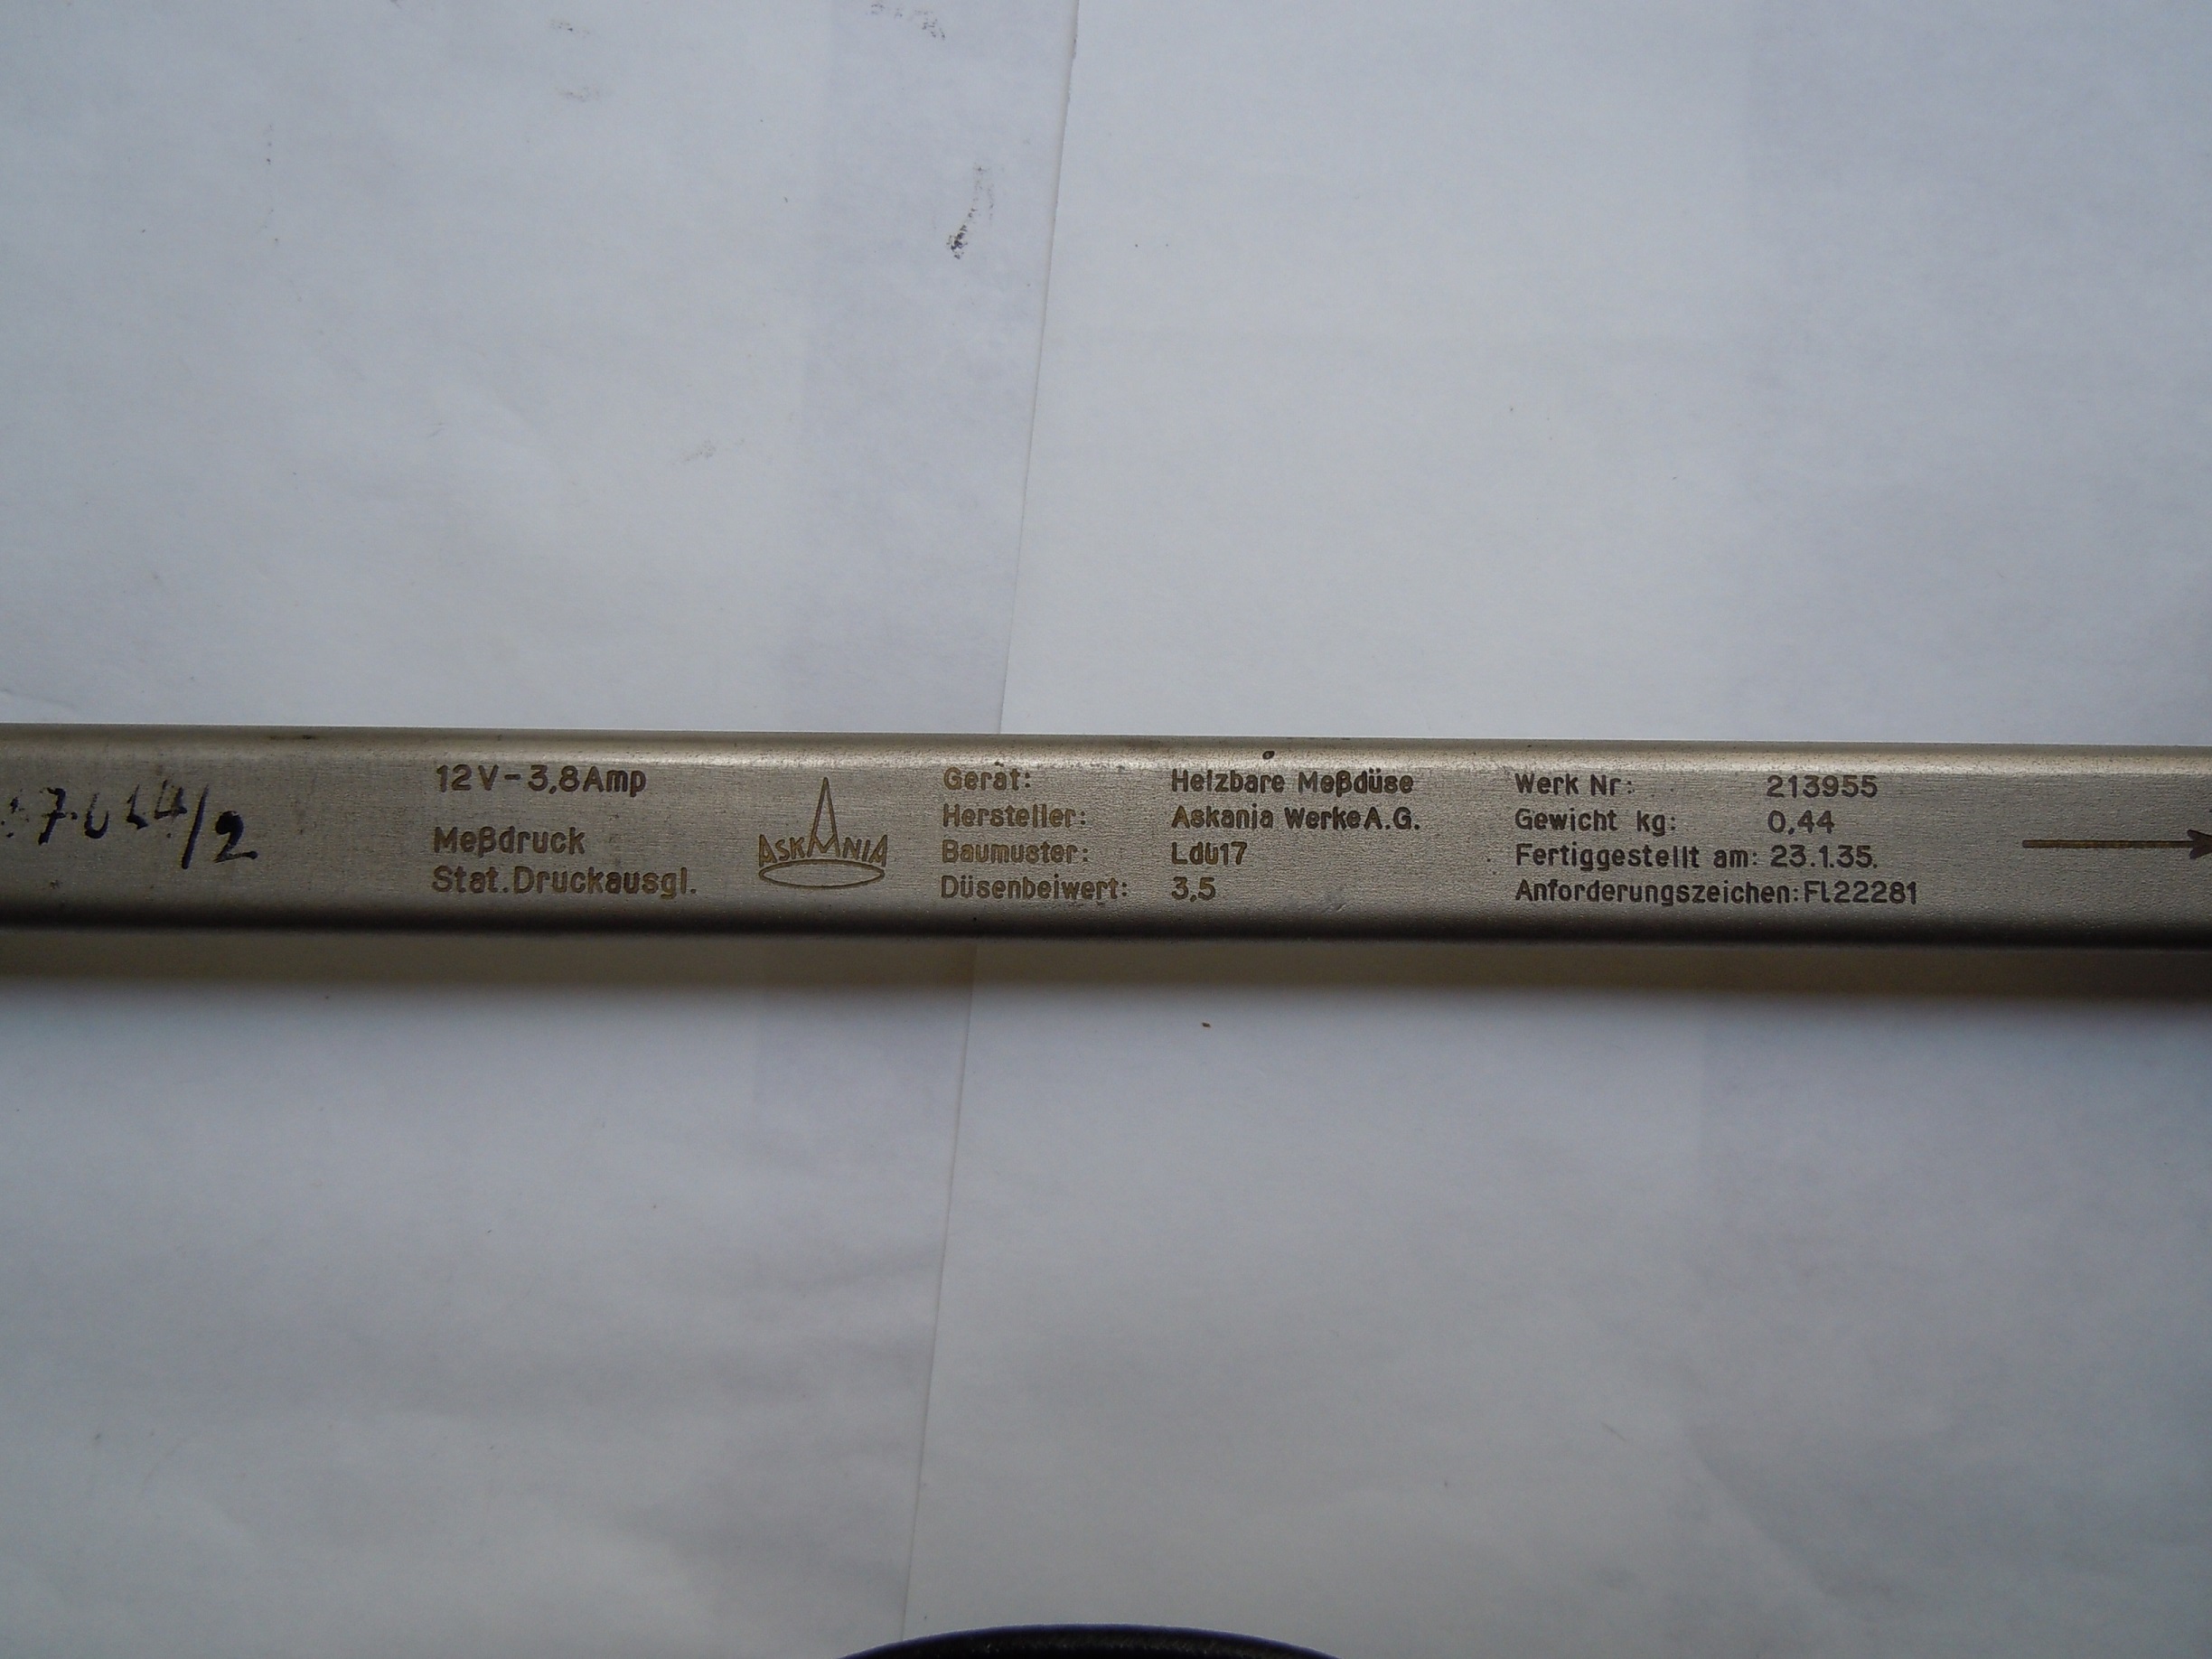 12V-3,8Amp
Meßdruck
Stat.Druckausgl.
ASKANIA
Gerät: Heizbare Meßdüse
Hersteller: Askania Werke A.G.
Baumuster: Ldü17
Düsenbeiwert: 3,5
Werk Nr: 213955
Gewicht kg: 0,44
Fertiggestellt am: 23.1.35.
Anforderungszeichen: Fl22281